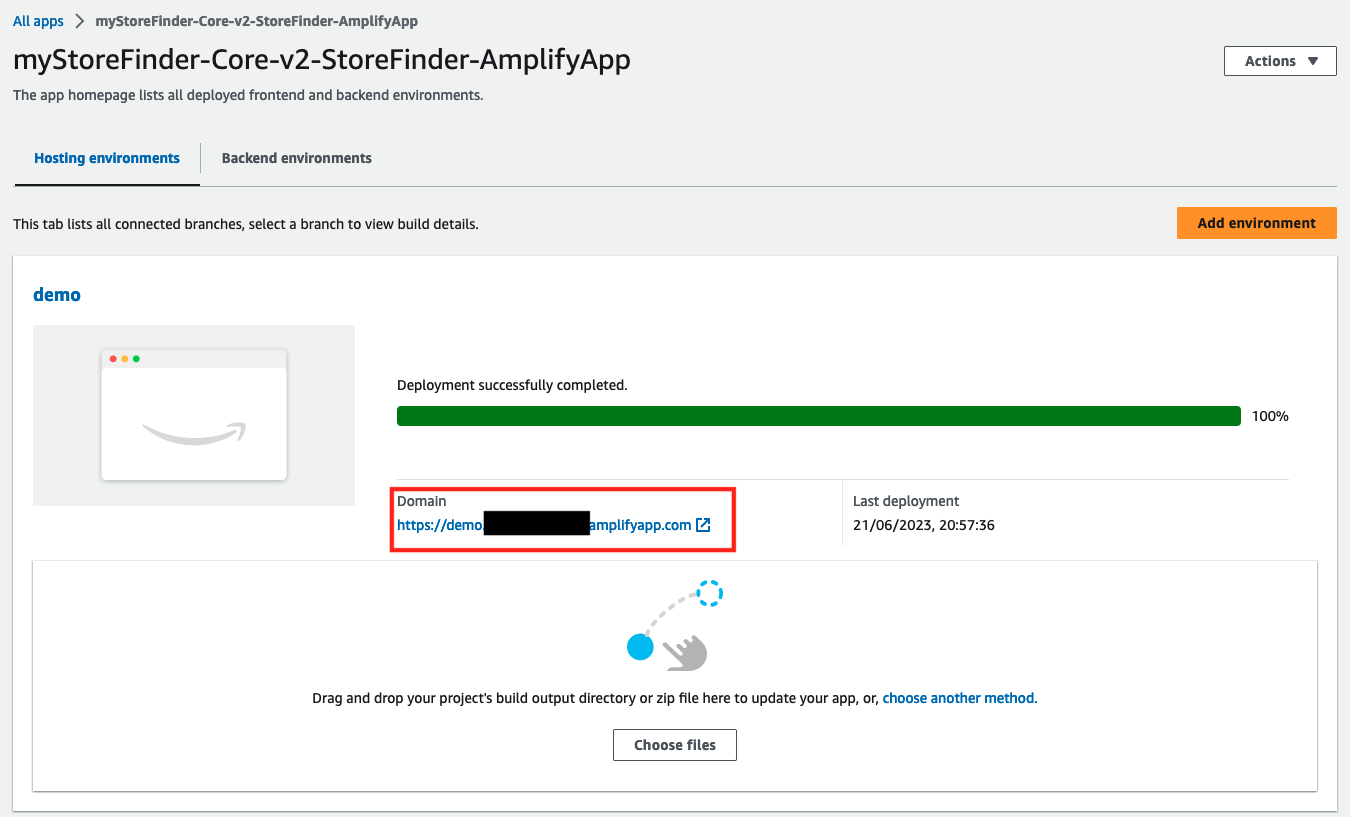 All apps > myStoreFinder-Core-v2-StoreFinder-AmplifyApp
myStoreFinder-Core-v2-StoreFinder-AmplifyApp
Actions ▼
The app homepage lists all deployed frontend and backend environments.
Hosting environments
Backend environments
This tab lists all connected branches, select a branch to view build details.
Add environment
demo
Deployment successfully completed.
100%
Domain
https://demo. amplifyapp.com
Last deployment
21/06/2023, 20:57:36
Drag and drop your project's build output directory or zip file here to update your app, or, choose another method.
Choose files